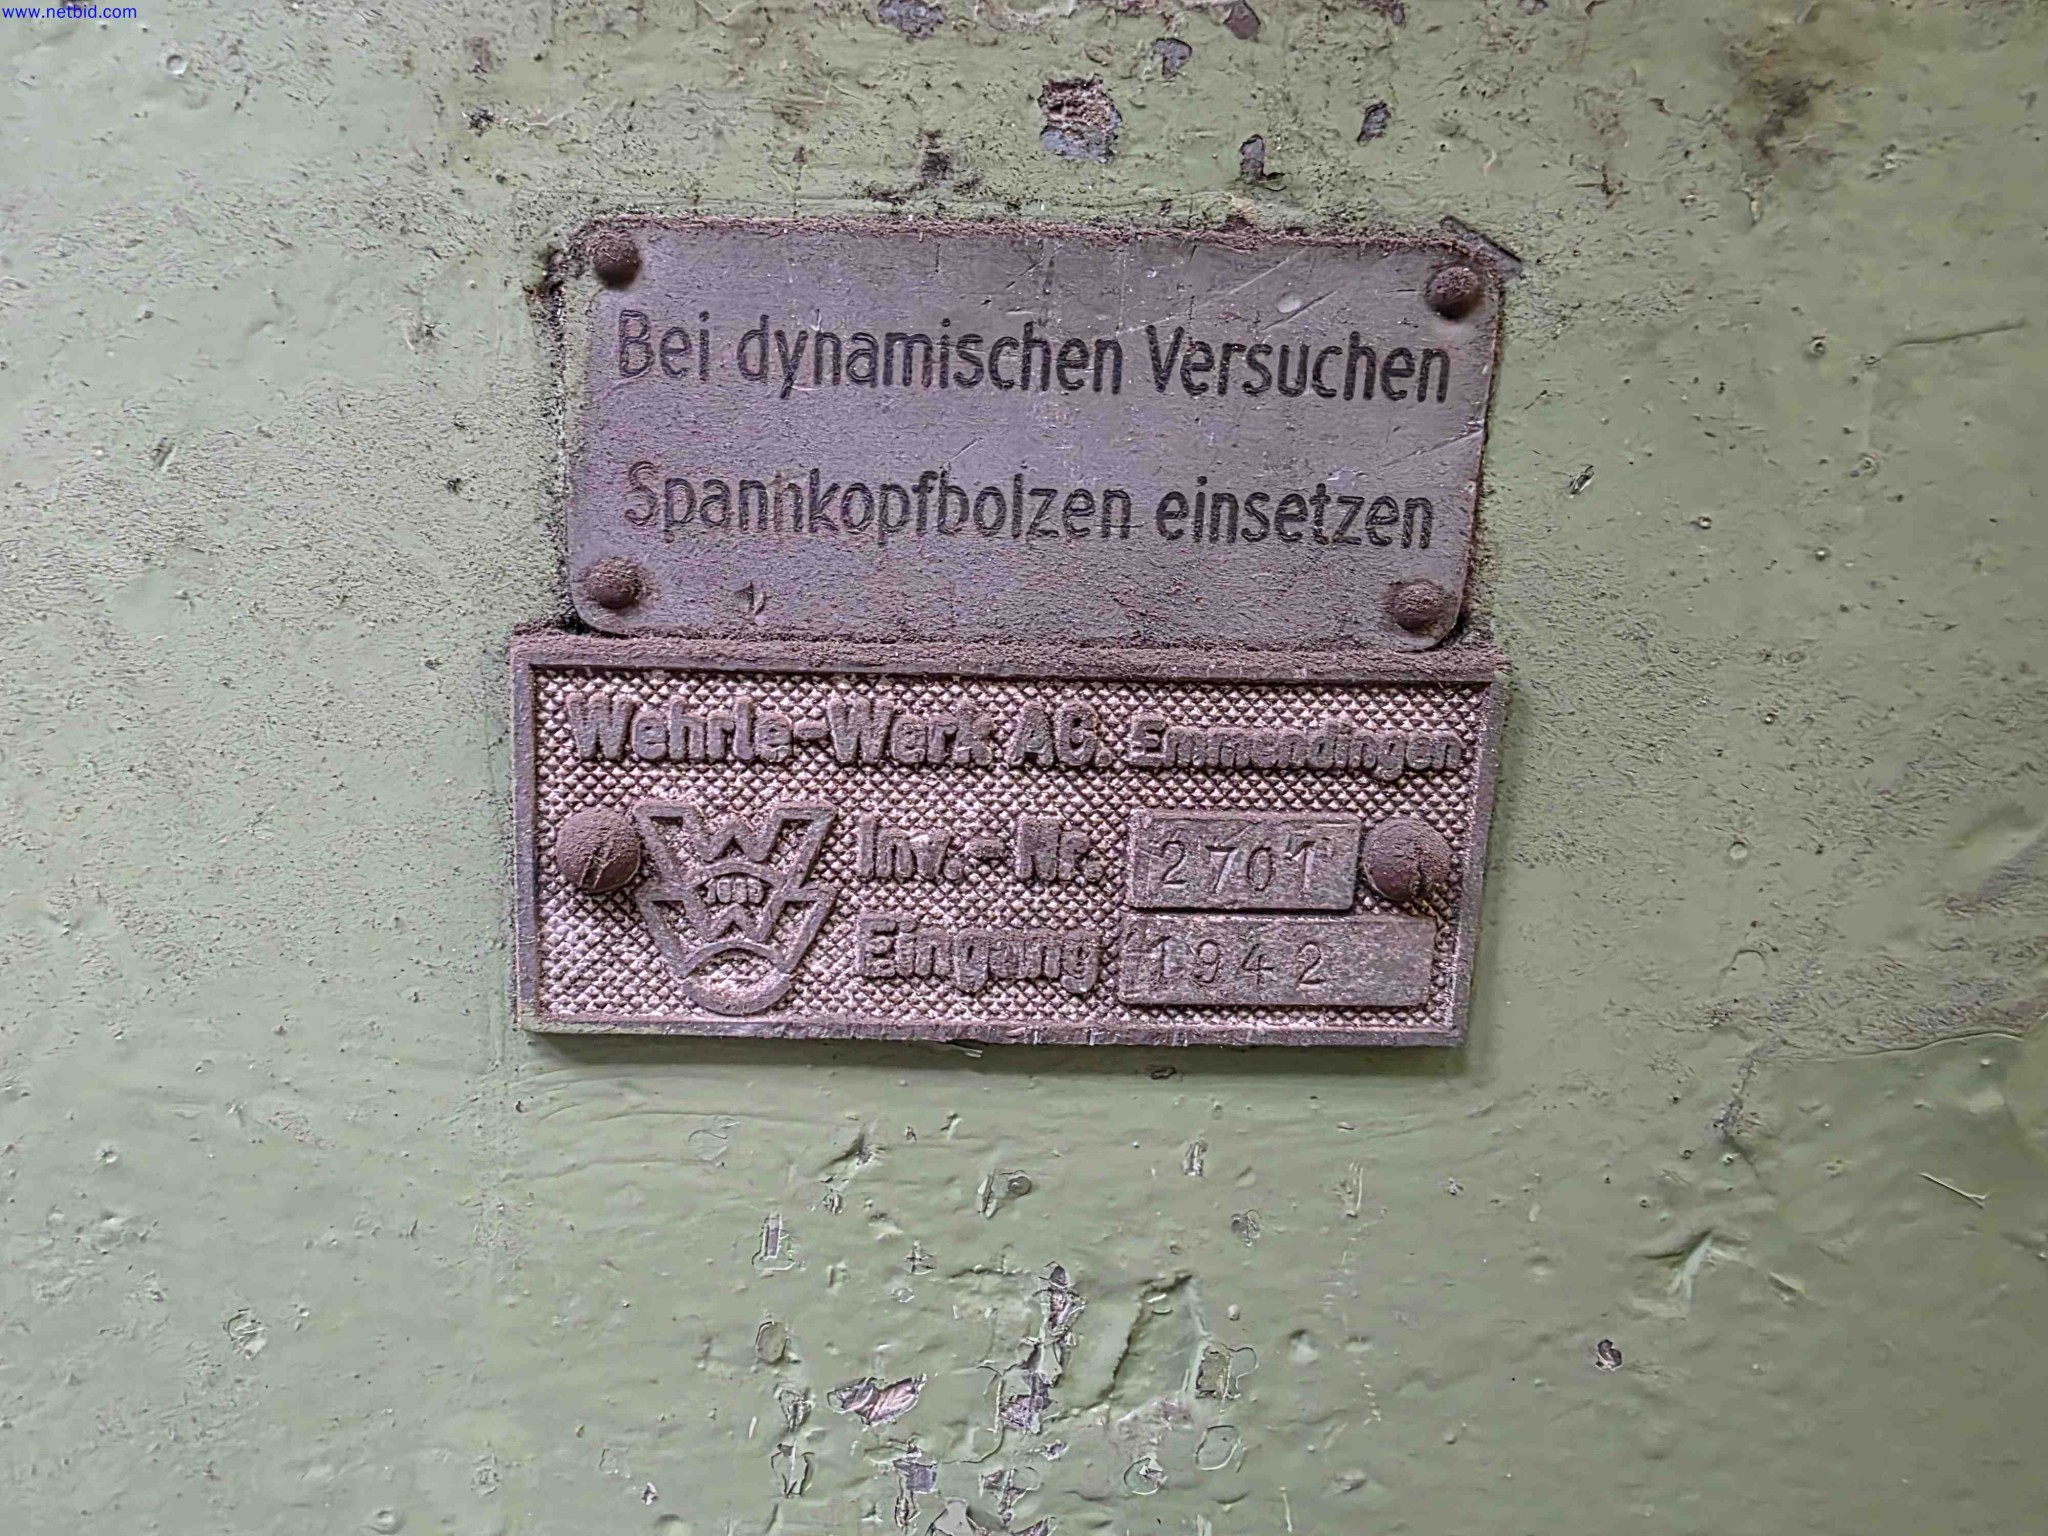 www.netbid.com
Bei dynamischen Versuchen
Spannkopfbolzen einsetzen
Wehrle-Werk AG. Emmendingen
W
Inv.-Nr. 2701
W W
Eingang 1942